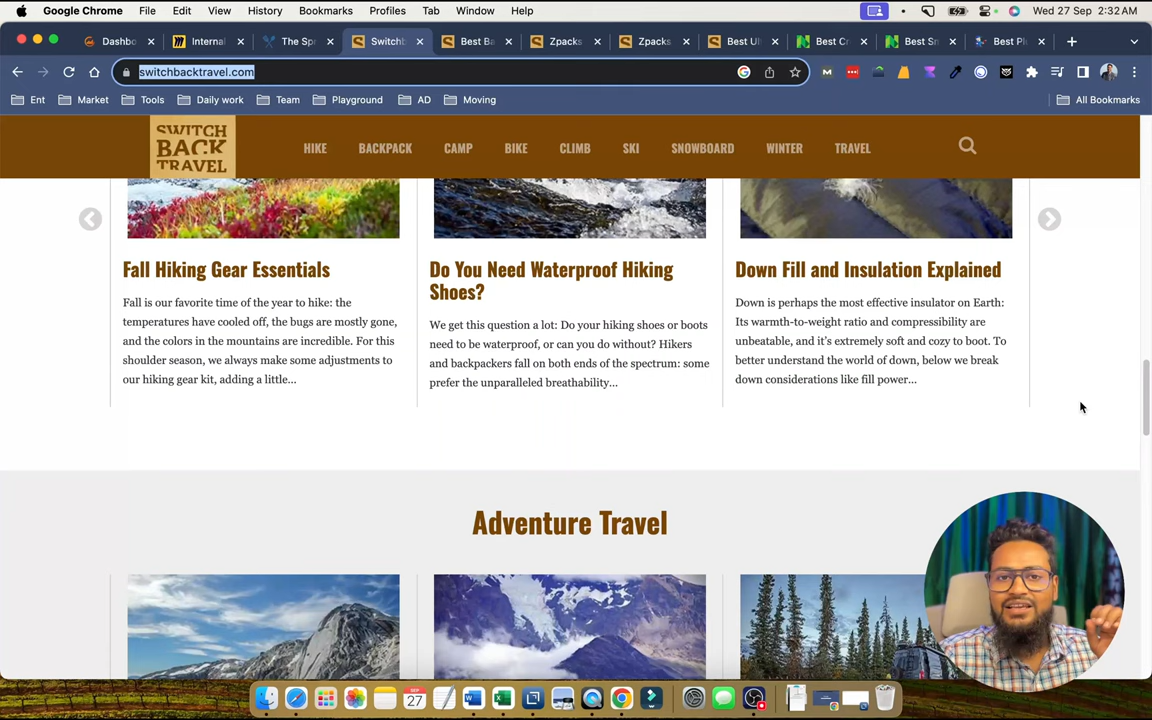 Google Chrome File Edit View History Bookmarks Profiles Tab Window Help Wed 27 Sep 2:32 AM
Dashbo Internal The Spr Switchb Best Ba Zpacks Zpacks Best Ul Best Cr Best Sn Best Pl
switchbacktravel.com
Ent Market Tools Daily work Team Playground AD Moving All Bookmarks
SWITCH
BACK
TRAVEL
HIKE BACKPACK CAMP BIKE CLIMB SKI SNOWBOARD WINTER TRAVEL
Fall Hiking Gear Essentials
Fall is our favorite time of the year to hike: the
temperatures have cooled off, the bugs are mostly gone,
and the colors in the mountains are incredible. For this
shoulder season, we always make some adjustments to
our hiking gear kit, adding a little...
Do You Need Waterproof Hiking
Shoes?
We get this question a lot: Do your hiking shoes or boots
need to be waterproof, or can you do without? Hikers
and backpackers fall on both ends of the spectrum: some
prefer the unparalleled breathability...
Down Fill and Insulation Explained
Down is perhaps the most effective insulator on Earth:
Its warmth-to-weight ratio and compressibility are
unbeatable, and it's extremely soft and cozy to boot. To
better understand the world of down, below we break
down considerations like fill power...
Adventure Travel
SEP
27